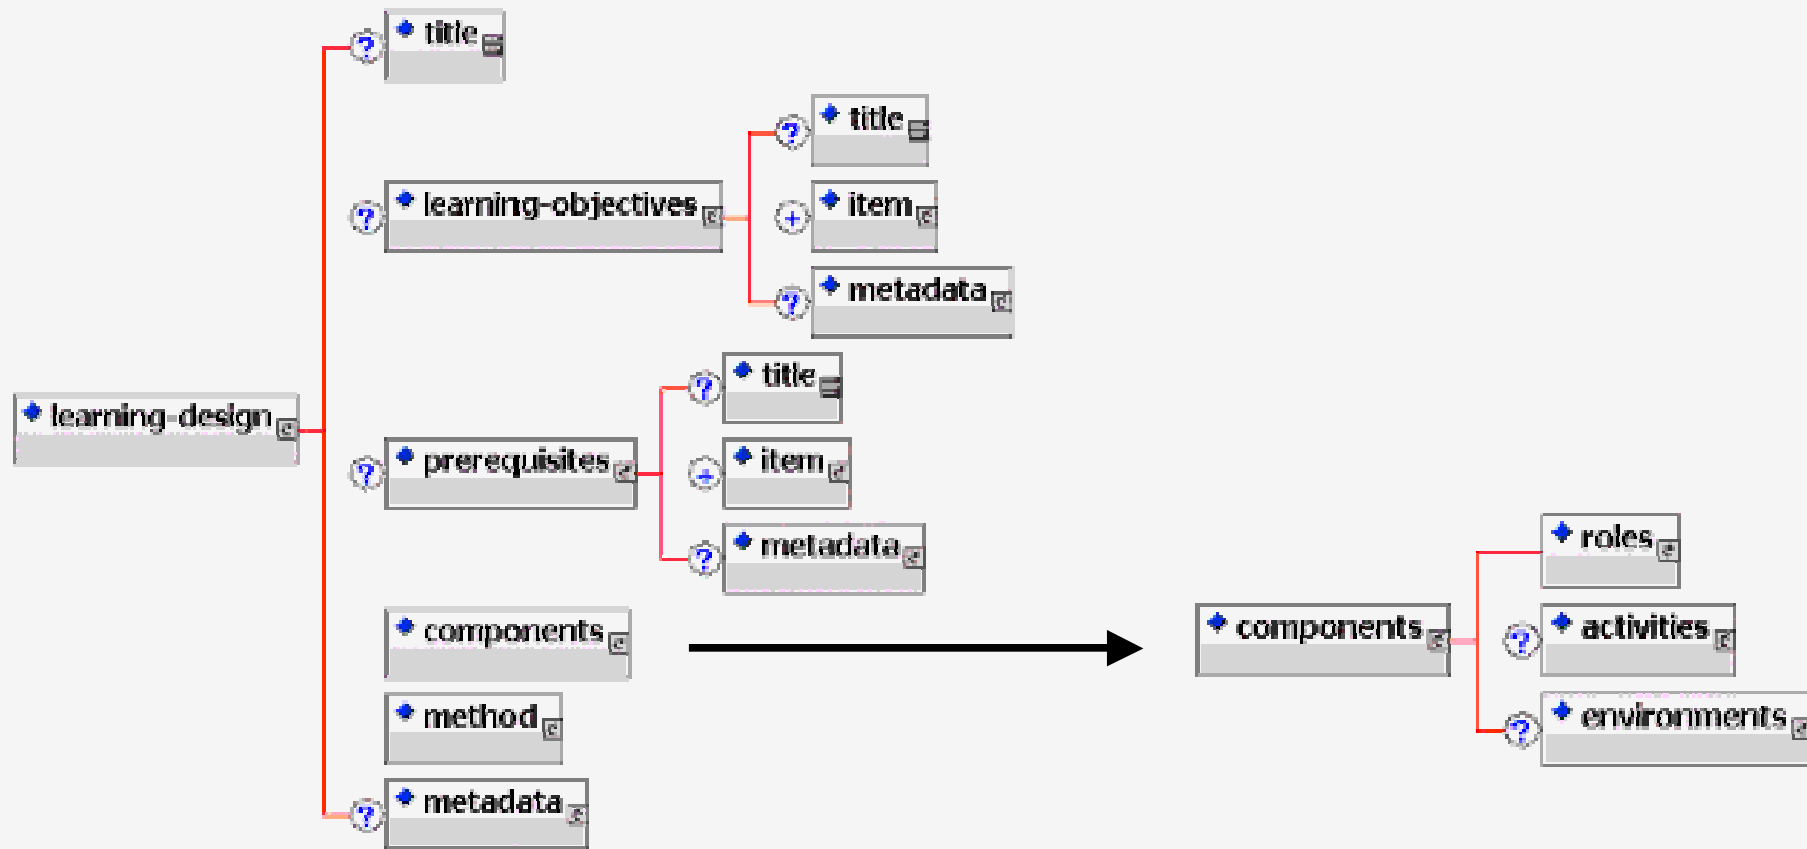 title
title
learning-objectives
item
metadata
title
learning-design
prerequisites
item
metadata
roles
components
components
activities
method
environments
metadata